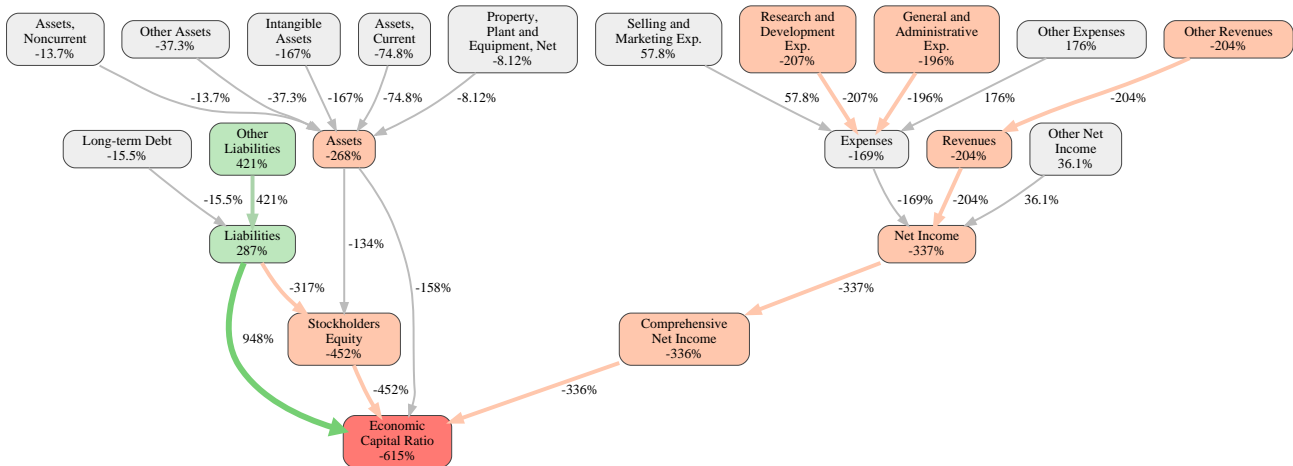 Assets,
Noncurrent
-13.7%
Other Assets
-37.3%
Intangible
Assets
-167%
Assets,
Current
-74.8%
Property,
Plant and
Equipment, Net
-8.12%
Selling and
Marketing Exp.
57.8%
Research and
Development
Exp.
-207%
General and
Administrative
Exp.
-196%
Other Expenses
176%
Other Revenues
-204%
-13.7%
-37.3%
-167%
-74.8%
-8.12%
57.8%
-207%
-196%
176%
-204%
Long-term Debt
-15.5%
Other
Liabilities
421%
Assets
-268%
Expenses
-169%
Revenues
-204%
Other Net
Income
36.1%
-15.5%
421%
-169%
-204%
36.1%
Liabilities
287%
-134%
Net Income
-337%
-317%
-158%
-337%
948%
Stockholders
Equity
-452%
Comprehensive
Net Income
-336%
-452%
-336%
Economic
Capital Ratio
-615%